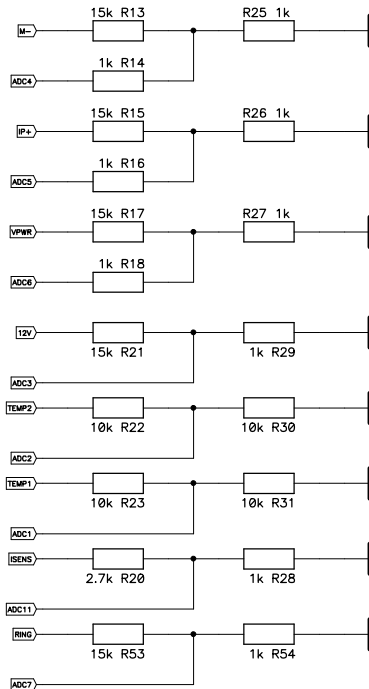 15k R13
R25 1k
M-
1k R14
ADC4
15k R15
R26 1k
IP+
1k R16
ADC5
15k R17
R27 1k
VPWR
1k R18
ADC6
12V
15k R21
1k R29
ADC3
TEMP2
10k R22
10k R30
ADC2
TEMP1
10k R23
10k R31
ADC1
ISENS
2.7k R20
1k R28
ADC11
RING
15k R53
1k R54
ADC7